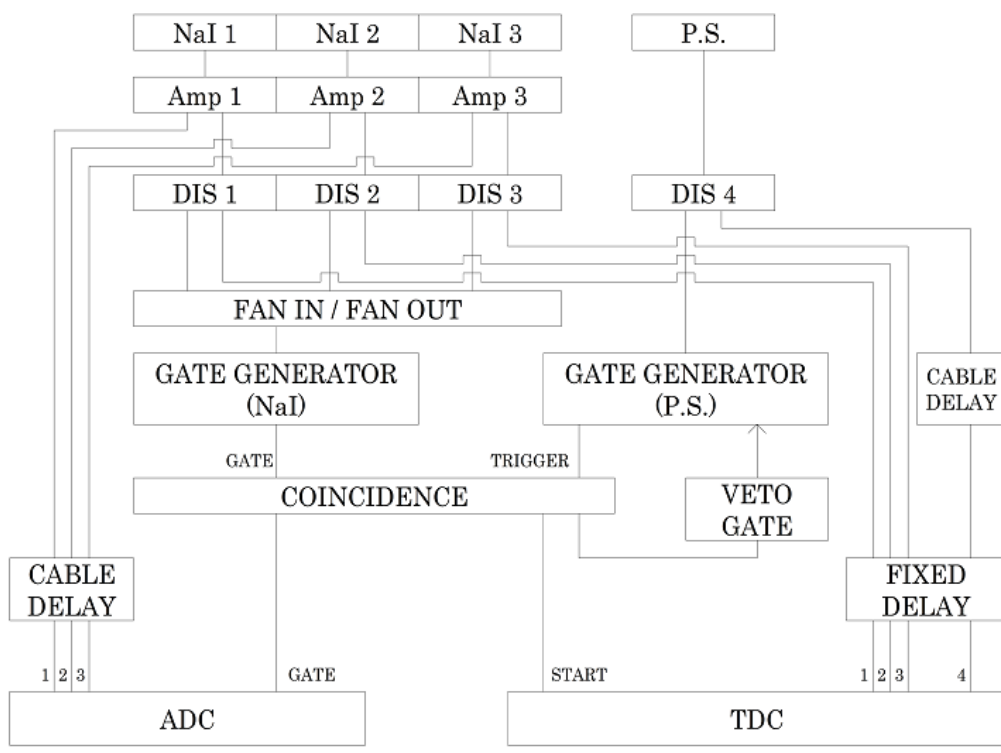 NaI 1 NaI 2 NaI 3 P.S.
Amp 1 Amp 2 Amp 3
DIS 1 DIS 2 DIS 3 DIS 4
FAN IN / FAN OUT
GATE GENERATOR
(NaI)
GATE GENERATOR
(P.S.)
CABLE
DELAY
GATE
TRIGGER
COINCIDENCE
VETO
GATE
CABLE
DELAY
FIXED
DELAY
1 2 3
GATE
START
1 2 3 4
ADC
TDC